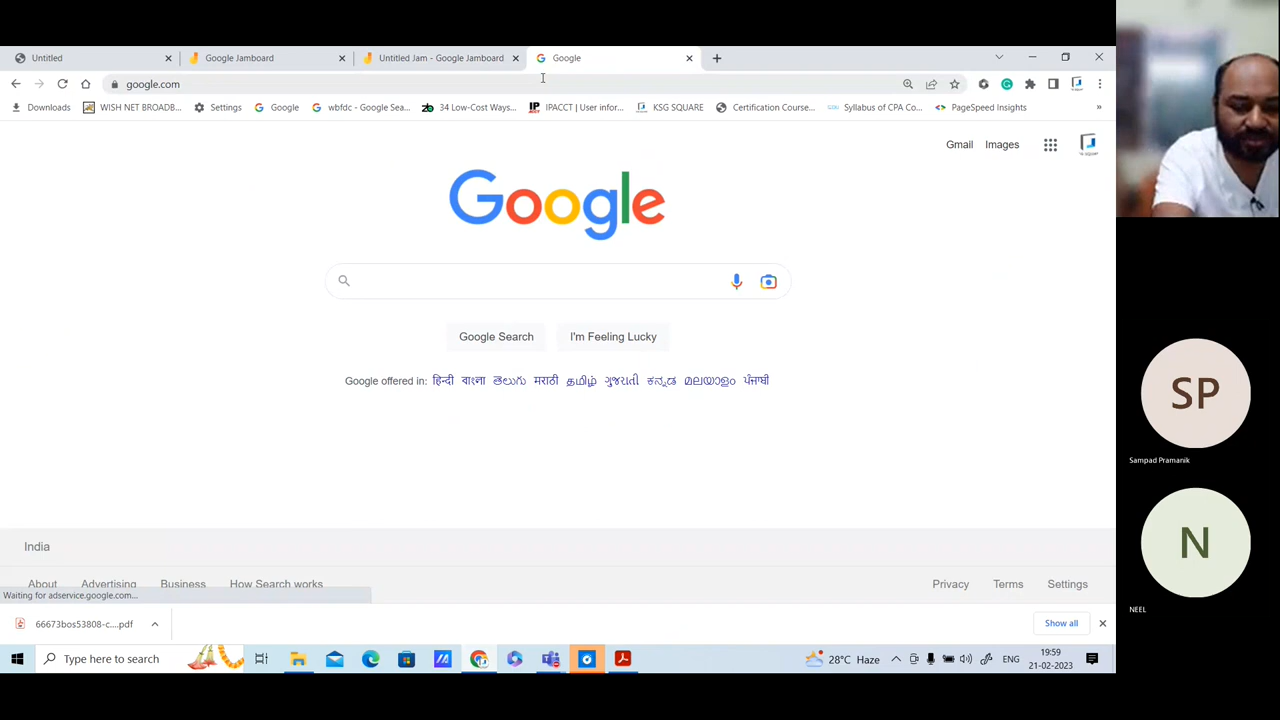 Untitled
Google Jamboard
Untitled Jam - Google Jamboard
Google
google.com
Downloads
WISH NET BROADB...
Settings
Google
wbfdc - Google Sea...
34 Low-Cost Ways...
IPACCT | User infor...
KSG SQUARE
Certification Course...
Syllabus of CPA Co...
PageSpeed Insights
»
Gmail
Images
Google
Google Search
I'm Feeling Lucky
Google offered in: हिन्दी বাংলা తెలుగు मराठी தமிழ் ગુજરાતી ಕನ್ನಡ മലയാളം ਪੰਜਾਬੀ
India
About
Advertising
Business
How Search works
Privacy
Terms
Settings
Waiting for adservice.google.com...
66673bos53808-c....pdf
Show all
Type here to search
28°C Haze
ENG
19:59
21-02-2023
SP
Sampad Pramanik
N
NEEL